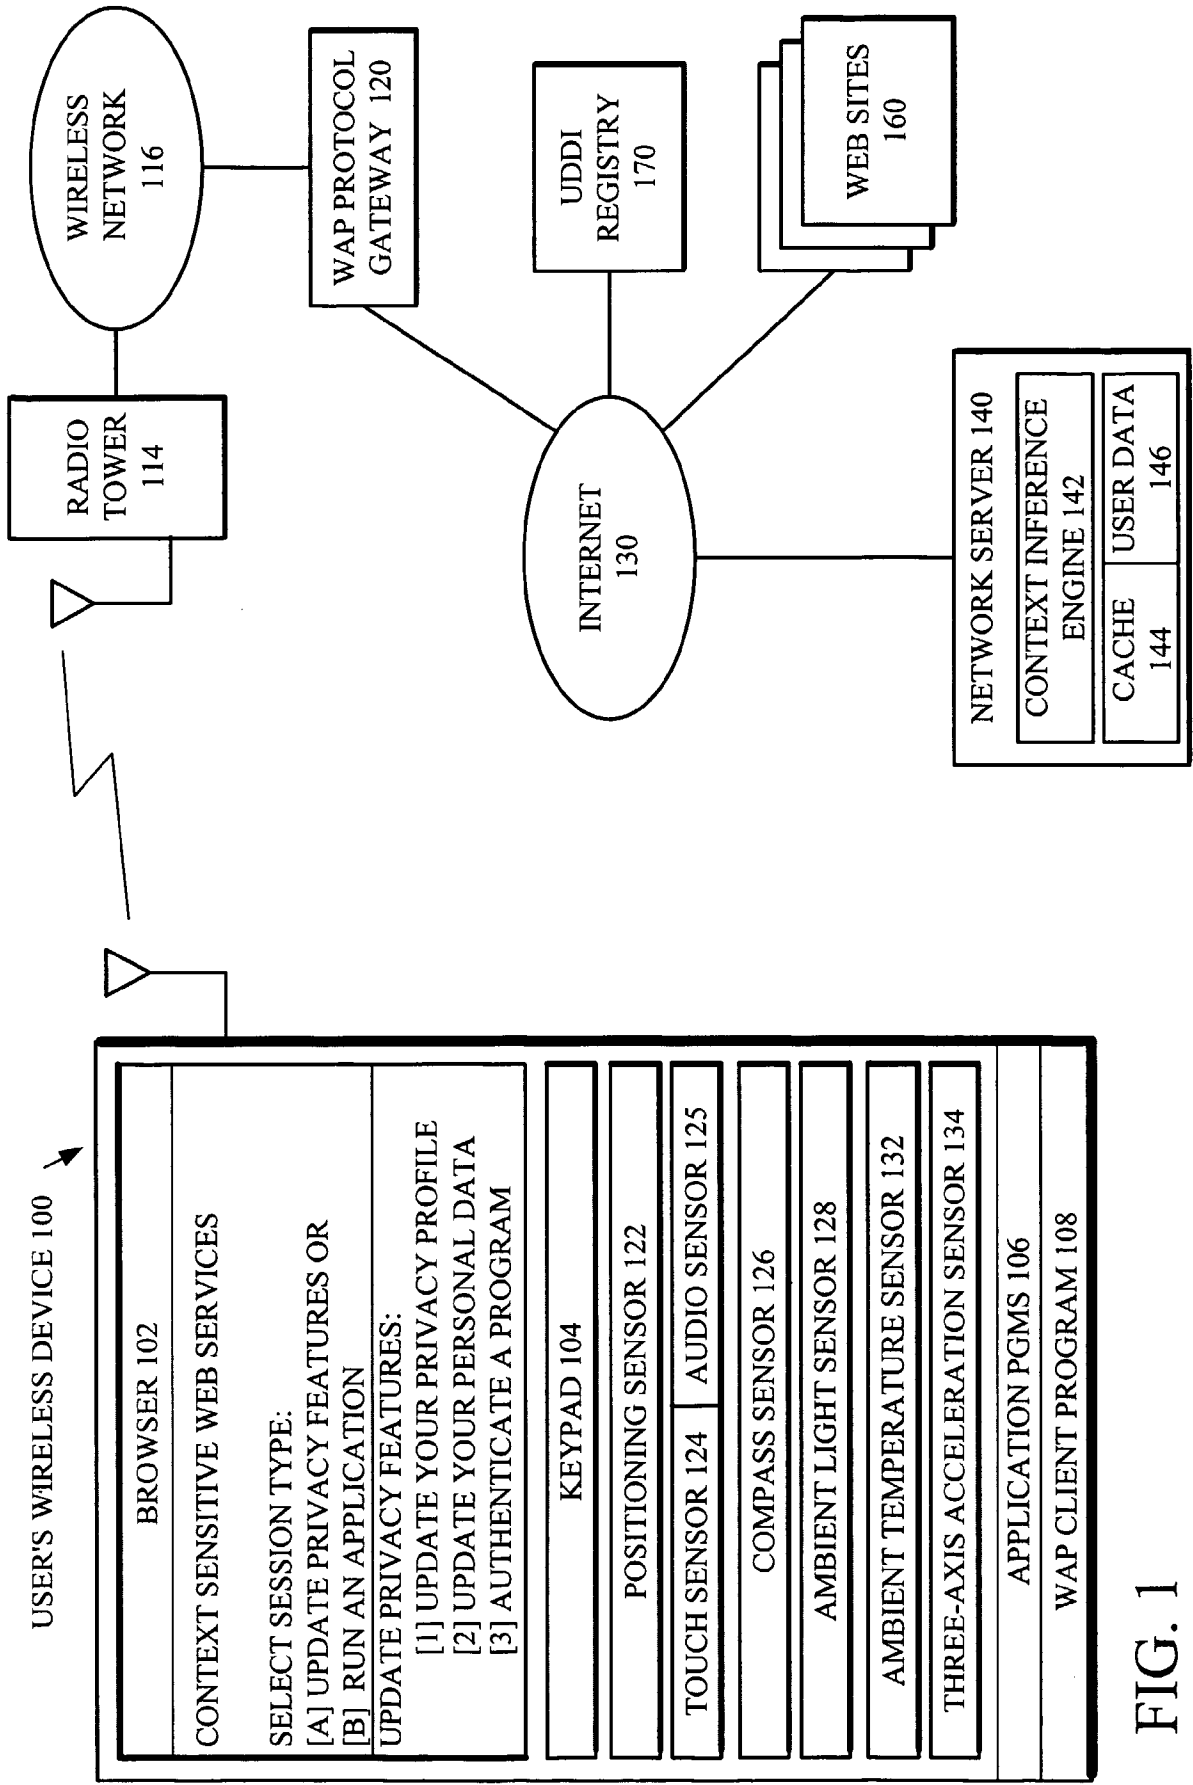 USER'S WIRELESS DEVICE 100
BROWSER 102
CONTEXT SENSITIVE WEB SERVICES
SELECT SESSION TYPE:
[A] UPDATE PRIVACY FEATURES OR
[B] RUN AN APPLICATION
UPDATE PRIVACY FEATURES:
[1] UPDATE YOUR PRIVACY PROFILE
[2] UPDATE YOUR PERSONAL DATA
[3] AUTHENTICATE A PROGRAM
KEYPAD 104
POSITIONING SENSOR 122
TOUCH SENSOR 124
AUDIO SENSOR 125
COMPASS SENSOR 126
AMBIENT LIGHT SENSOR 128
AMBIENT TEMPERATURE SENSOR 132
THREE-AXIS ACCELERATION SENSOR 134
APPLICATION PGMS 106
WAP CLIENT PROGRAM 108
RADIO
TOWER
114
WIRELESS
NETWORK
116
WAP PROTOCOL
GATEWAY 120
INTERNET
130
UDDI
REGISTRY
170
WEB SITES
160
NETWORK SERVER 140
CONTEXT INFERENCE
ENGINE 142
CACHE
144
USER DATA
146
FIG. 1